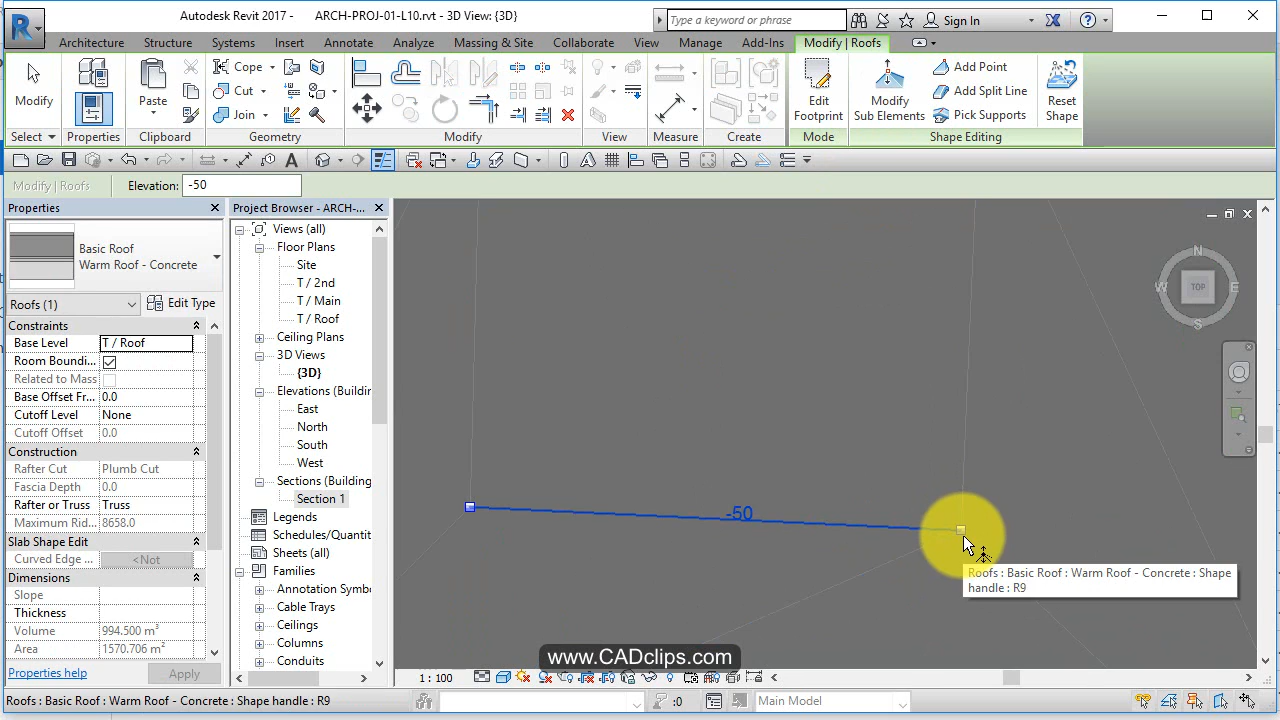 Autodesk Revit 2017 - ARCH-PROJ-01-L10.rvt - 3D View: {3D}
Type a keyword or phrase
Sign In
Architecture Structure Systems Insert Annotate Analyze Massing & Site Collaborate View Manage Add-Ins Modify | Roofs
Modify
Paste
Cope
Cut
Join
Edit
Footprint
Modify
Sub Elements
Add Point
Add Split Line
Pick Supports
Reset
Shape
Select Properties Clipboard Geometry Modify View Measure Create Mode Shape Editing
Modify | Roofs Elevation: -50
Properties
Basic Roof
Warm Roof - Concrete
Roofs (1) Edit Type
Constraints
Base Level T / Roof
Room Boundi...
Related to Mass
Base Offset Fr... 0.0
Cutoff Level None
Cutoff Offset 0.0
Construction
Rafter Cut Plumb Cut
Fascia Depth 0.0
Rafter or Truss Truss
Maximum Rid... 8658.0
Slab Shape Edit
Curved Edge ... <Not
Dimensions
Slope
Thickness
Volume 994.500 m³
Area 1570.706 m²
Properties help Apply
Project Browser - ARCH-...
Views (all)
Floor Plans
Site
T / 2nd
T / Main
T / Roof
Ceiling Plans
3D Views
{3D}
Elevations (Building
East
North
South
West
Sections (Building
Section 1
Legends
Schedules/Quantit
Sheets (all)
Families
Annotation Symbo
Cable Trays
Ceilings
Columns
Conduits
N
W TOP E
S
-50
Roofs : Basic Roof : Warm Roof - Concrete : Shape
handle : R9
www.CADclips.com
1 : 100
Roofs : Basic Roof : Warm Roof - Concrete : Shape handle : R9
:0 Main Model